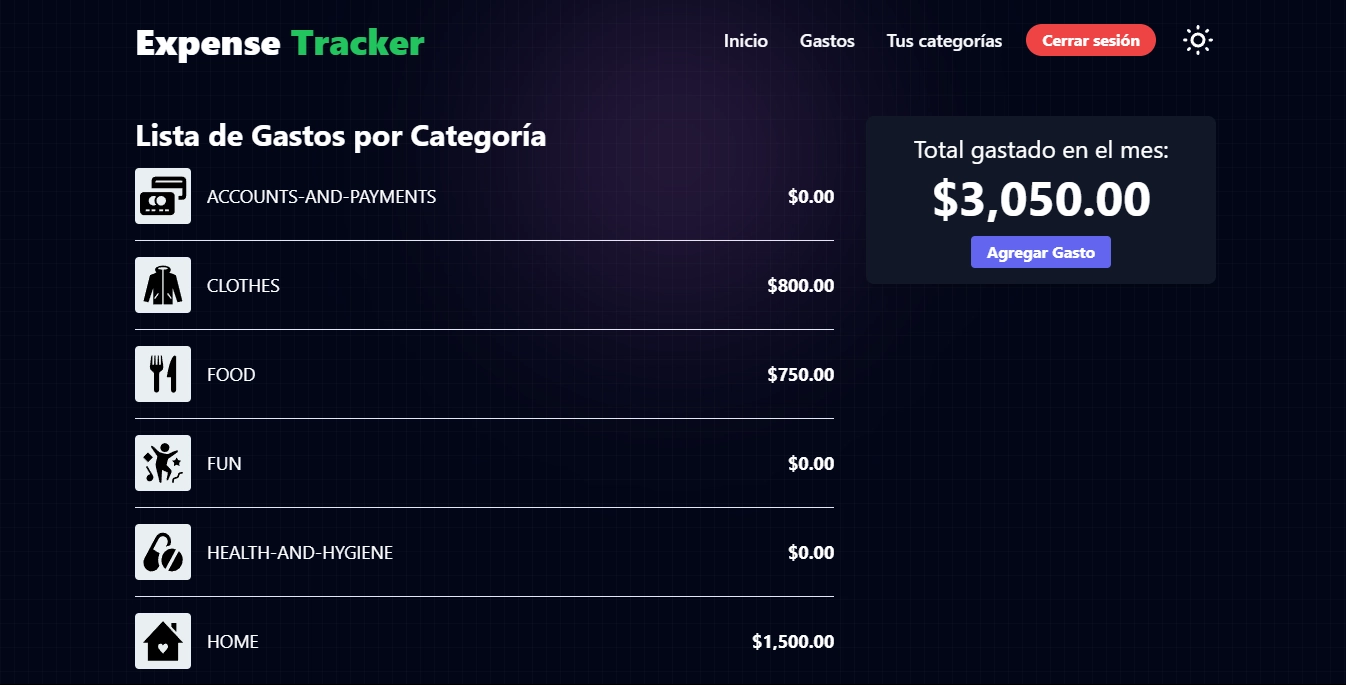 Expense Tracker
Inicio
Gastos
Tus categorías
Cerrar sesión
Lista de Gastos por Categoría
ACCOUNTS-AND-PAYMENTS $0.00
CLOTHES $800.00
FOOD $750.00
FUN $0.00
HEALTH-AND-HYGIENE $0.00
HOME $1,500.00
Total gastado en el mes:
$3,050.00
Agregar Gasto